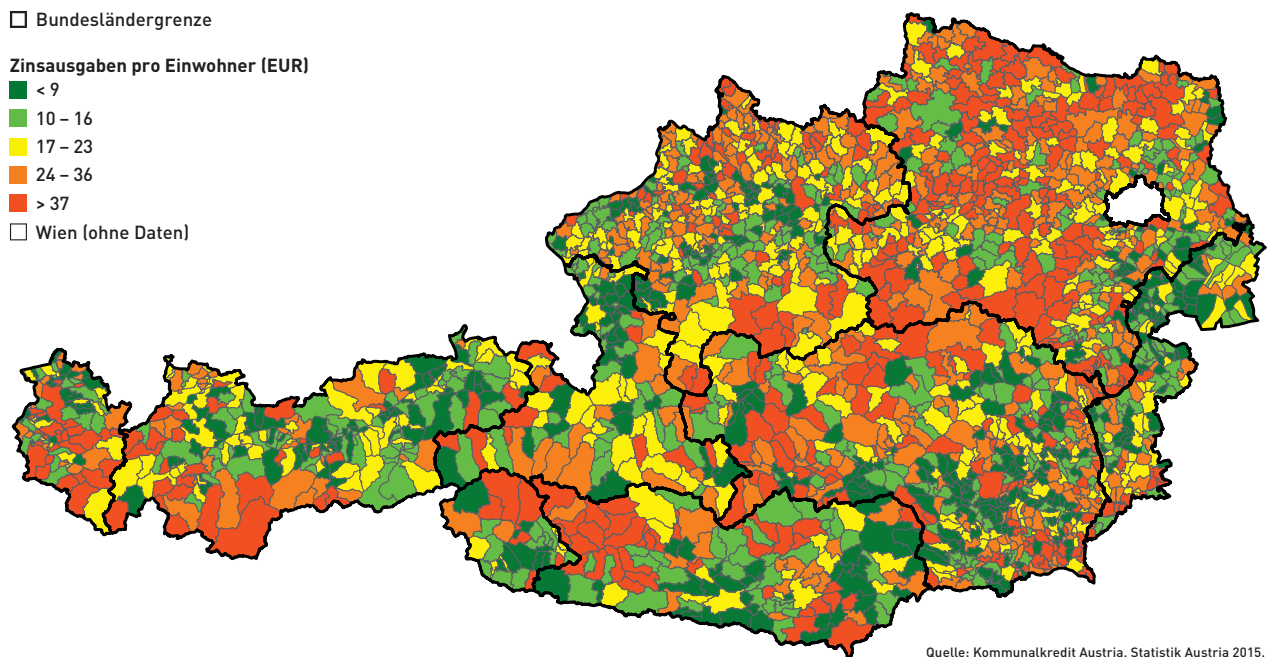 Bundesländergrenze
Zinsausgaben pro Einwohner (EUR)
< 9
10 – 16
17 – 23
24 – 36
> 37
Wien (ohne Daten)
Quelle: Kommunalkredit Austria, Statistik Austria 2015.